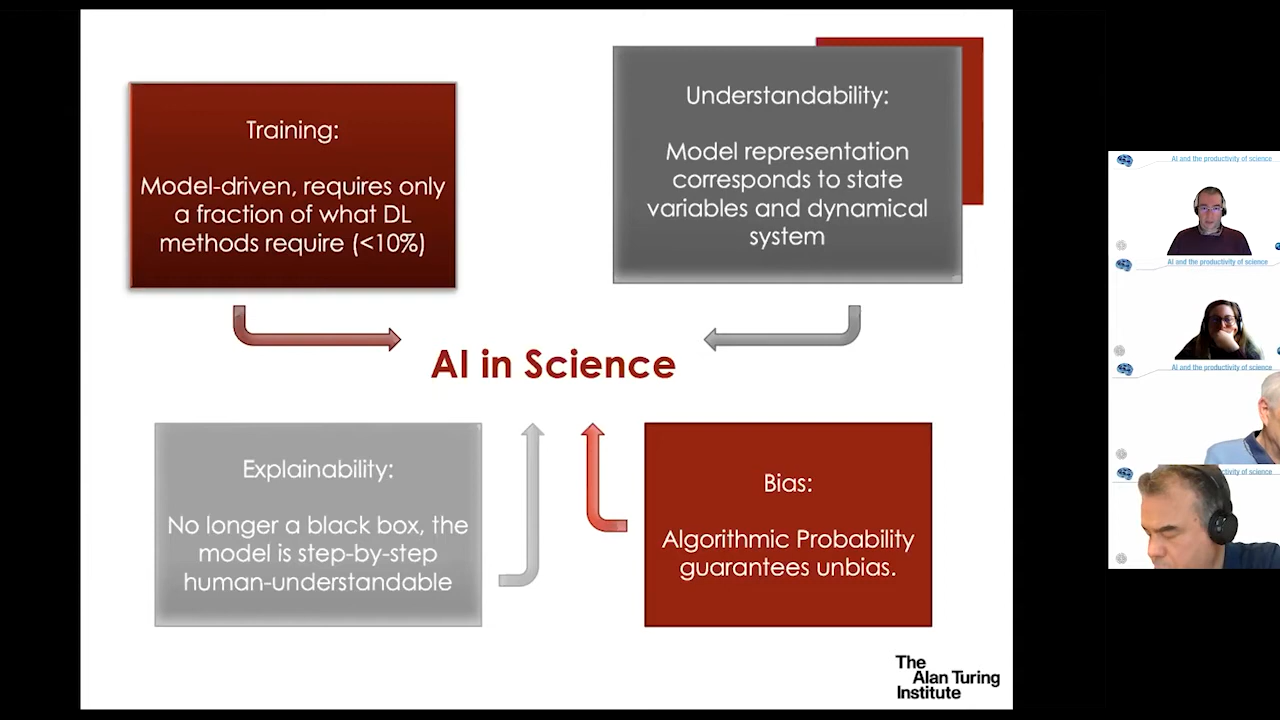 Training:
Model-driven, requires only
a fraction of what DL
methods require (<10%)
Understandability:
Model representation
corresponds to state
variables and dynamical
system
AI in Science
Explainability:
No longer a black box, the
model is step-by-step
human-understandable
Bias:
Algorithmic Probability
guarantees unbias.
The
Alan Turing
Institute
AI and the productivity of science
AI and the productivity of science
AI and the productivity of science
ctivity of science